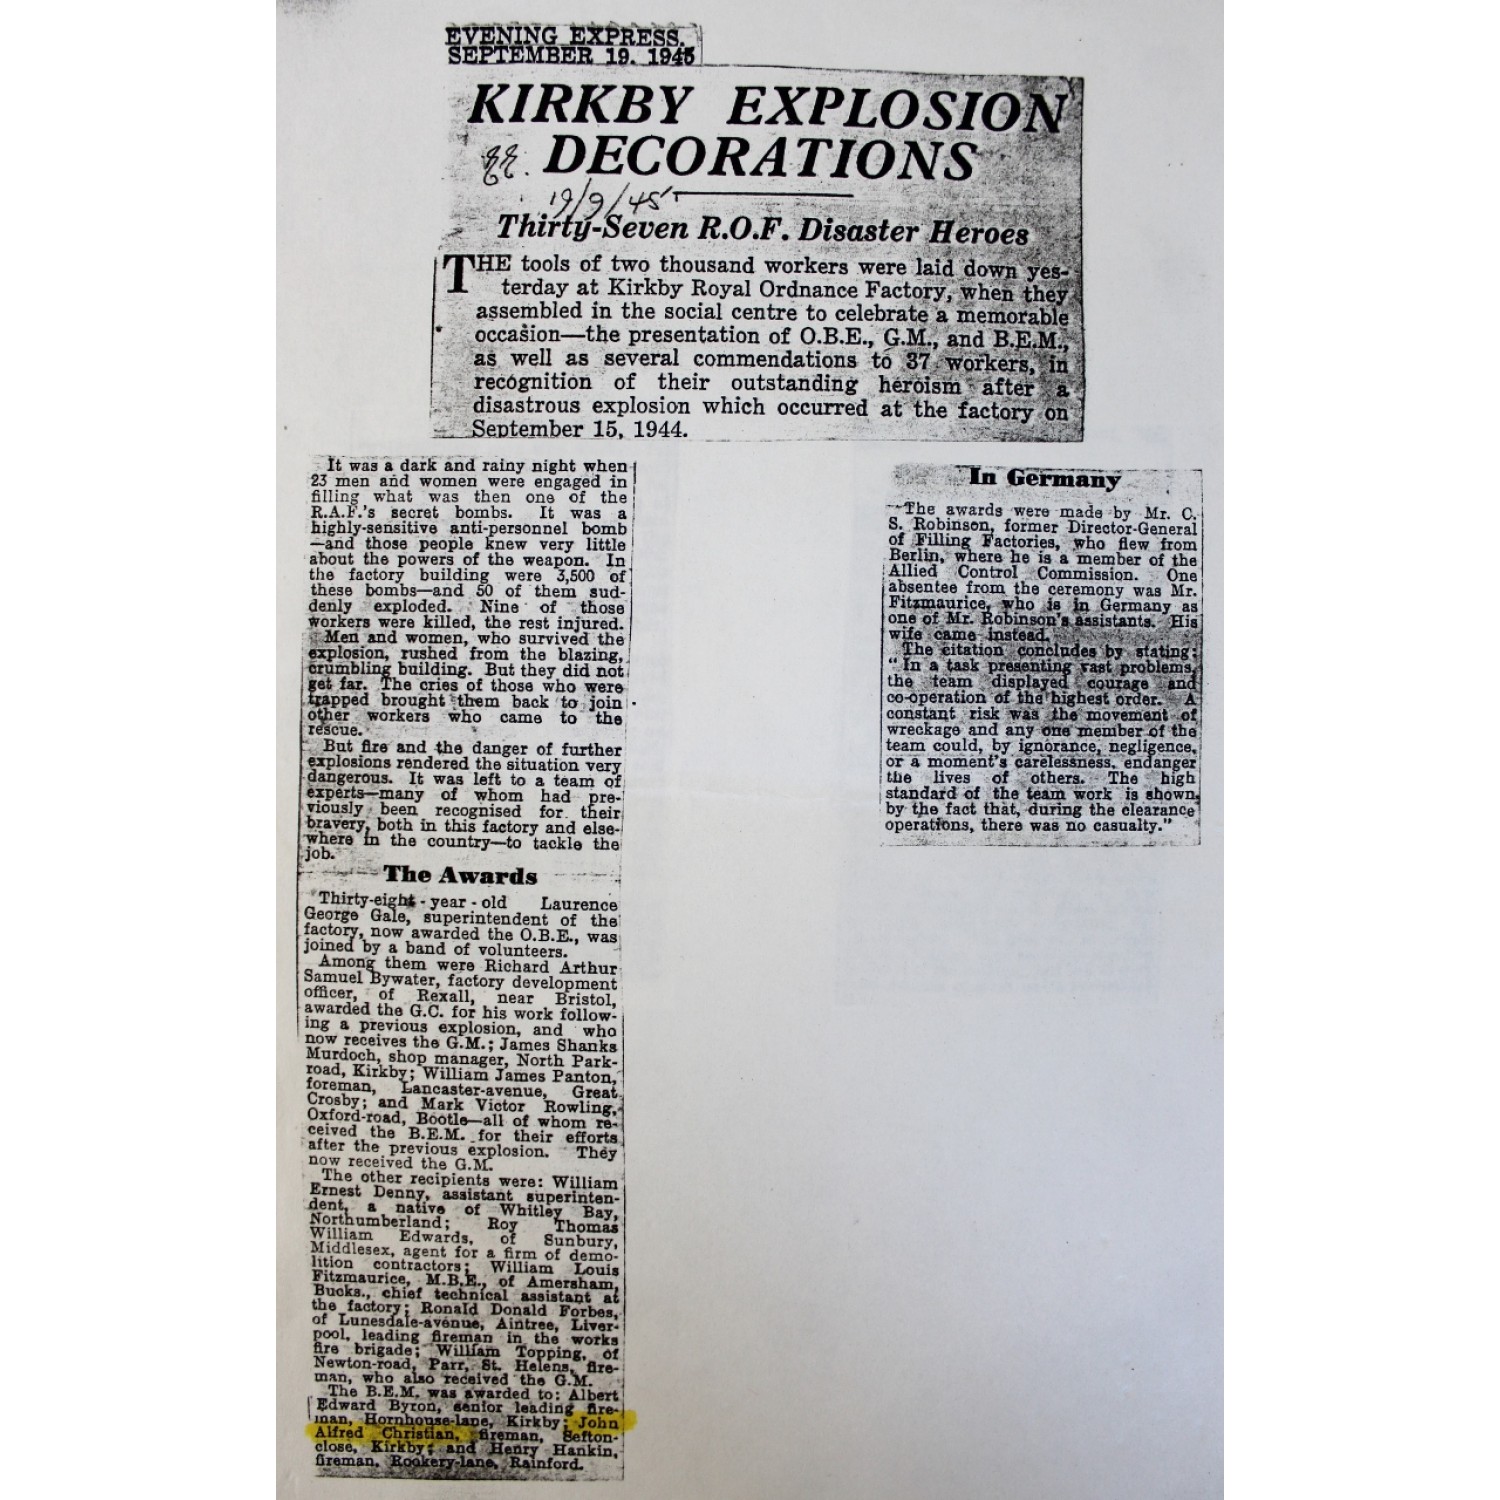 EVENING EXPRESS.
SEPTEMBER 19. 1945
KIRKBY EXPLOSION
DECORATIONS
19/9/45
Thirty-Seven R.O.F. Disaster Heroes
THE tools of two thousand workers were laid down yes-
terday at Kirkby Royal Ordnance Factory, when they
assembled in the social centre to celebrate a memorable
occasion—the presentation of O.B.E., G.M., and B.E.M.,
as well as several commendations to 37 workers, in
recognition of their outstanding heroism after a
disastrous explosion which occurred at the factory on
September 15, 1944.
It was a dark and rainy night when
23 men and women were engaged in
filling what was then one of the
R.A.F.'s secret bombs. It was a
highly-sensitive anti-personnel bomb
—and those people knew very little
about the powers of the weapon. In
the factory building were 3,500 of
these bombs—and 50 of them sud-
denly exploded. Nine of those
workers were killed, the rest injured.
Men and women, who survived the
explosion, rushed from the blazing,
crumbling building. But they did not
get far. The cries of those who were
trapped brought them back to join
other workers who came to the
rescue.
But fire and the danger of further
explosions rendered the situation very
dangerous. It was left to a team of
experts—many of whom had pre-
viously been recognised for their
bravery, both in this factory and else-
where in the country—to tackle the
job.
The Awards
Thirty-eight-year-old Laurence
George Gale, superintendent of the
factory, now awarded the O.B.E., was
joined by a band of volunteers.
Among them were Richard Arthur
Samuel Bywater, factory development
officer, of Rexall, near Bristol,
awarded the G.C. for his work follow-
ing a previous explosion, and who
now receives the G.M.; James Shanks
Murdoch, shop manager, North Park-
road, Kirkby; William James Panton,
foreman, Lancaster-avenue, Great
Crosby; and Mark Victor Rowling,
Oxford-road, Bootle—all of whom re-
ceived the B.E.M. for their efforts
after the previous explosion. They
now received the G.M.
The other recipients were: William
Ernest Denny, assistant superinten-
dent, a native of Whitley Bay,
Northumberland; Roy Thomas
William Edwards, of Sunbury,
Middlesex, agent for a firm of demo-
lition contractors; William Louis
Fitzmaurice, M.B.E., of Amersham,
Bucks., chief technical assistant at
the factory; Ronald Donald Forbes,
of Lunesdale-avenue, Aintree, Liver-
pool, leading fireman in the works
fire brigade; William Topping, of
Newton-road, Parr, St. Helens, fire-
man, who also received the G.M.
The B.E.M. was awarded to: Albert
Edward Byron, senior leading fire-
man, Hornhouse-lane, Kirkby; John
Alfred Christian, fireman, Sefton-
close, Kirkby; and Henry Hankin,
fireman, Rookery-lane, Rainford.
In Germany
The awards were made by Mr. C.
S. Robinson, former Director-General
of Filling Factories, who flew from
Berlin, where he is a member of the
Allied Control Commission. One
absentee from the ceremony was Mr.
Fitzmaurice, who is in Germany as
one of Mr. Robinson's assistants. His
wife came instead.
The citation concludes by stating:
"In a task presenting vast problems,
the team displayed courage and
co-operation of the highest order. A
constant risk was the movement of
wreckage and any one member of the
team could, by ignorance, negligence,
or a moment's carelessness, endanger
the lives of others. The high
standard of the team work is shown
by the fact that, during the clearance
operations, there was no casualty."